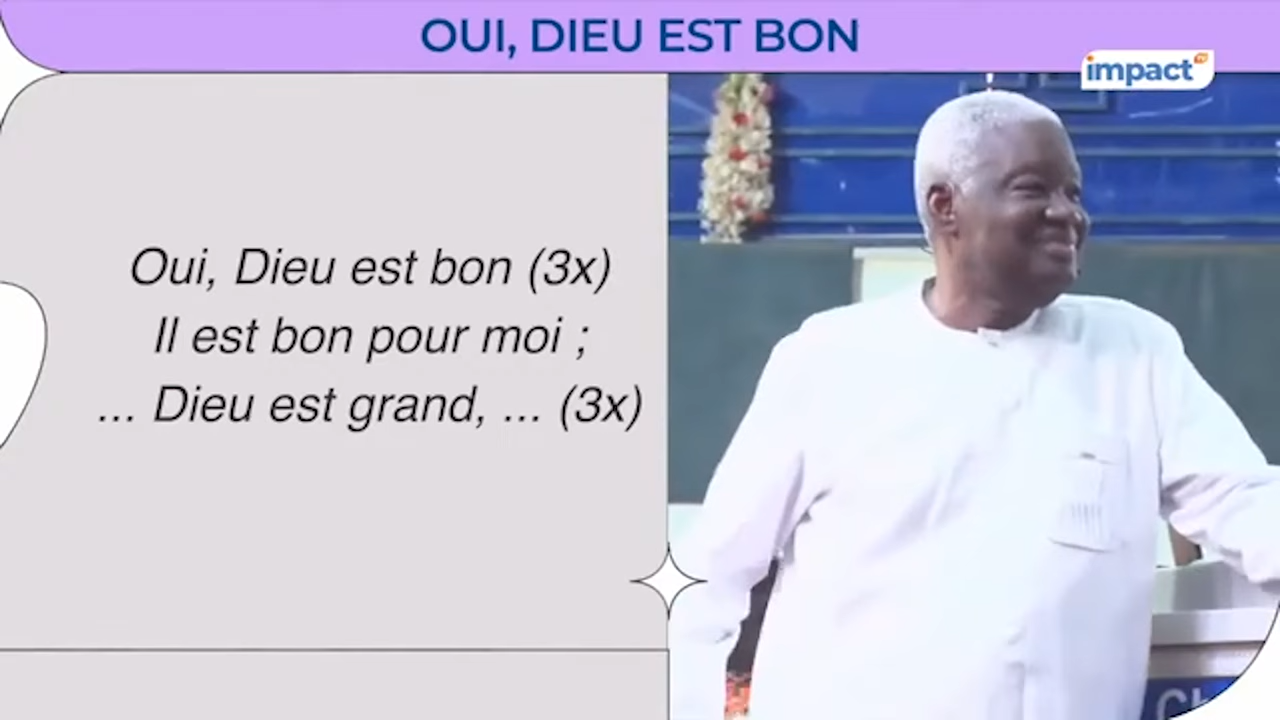 OUI, DIEU EST BON
impact
Oui, Dieu est bon (3x)
Il est bon pour moi ;
... Dieu est grand, ... (3x)